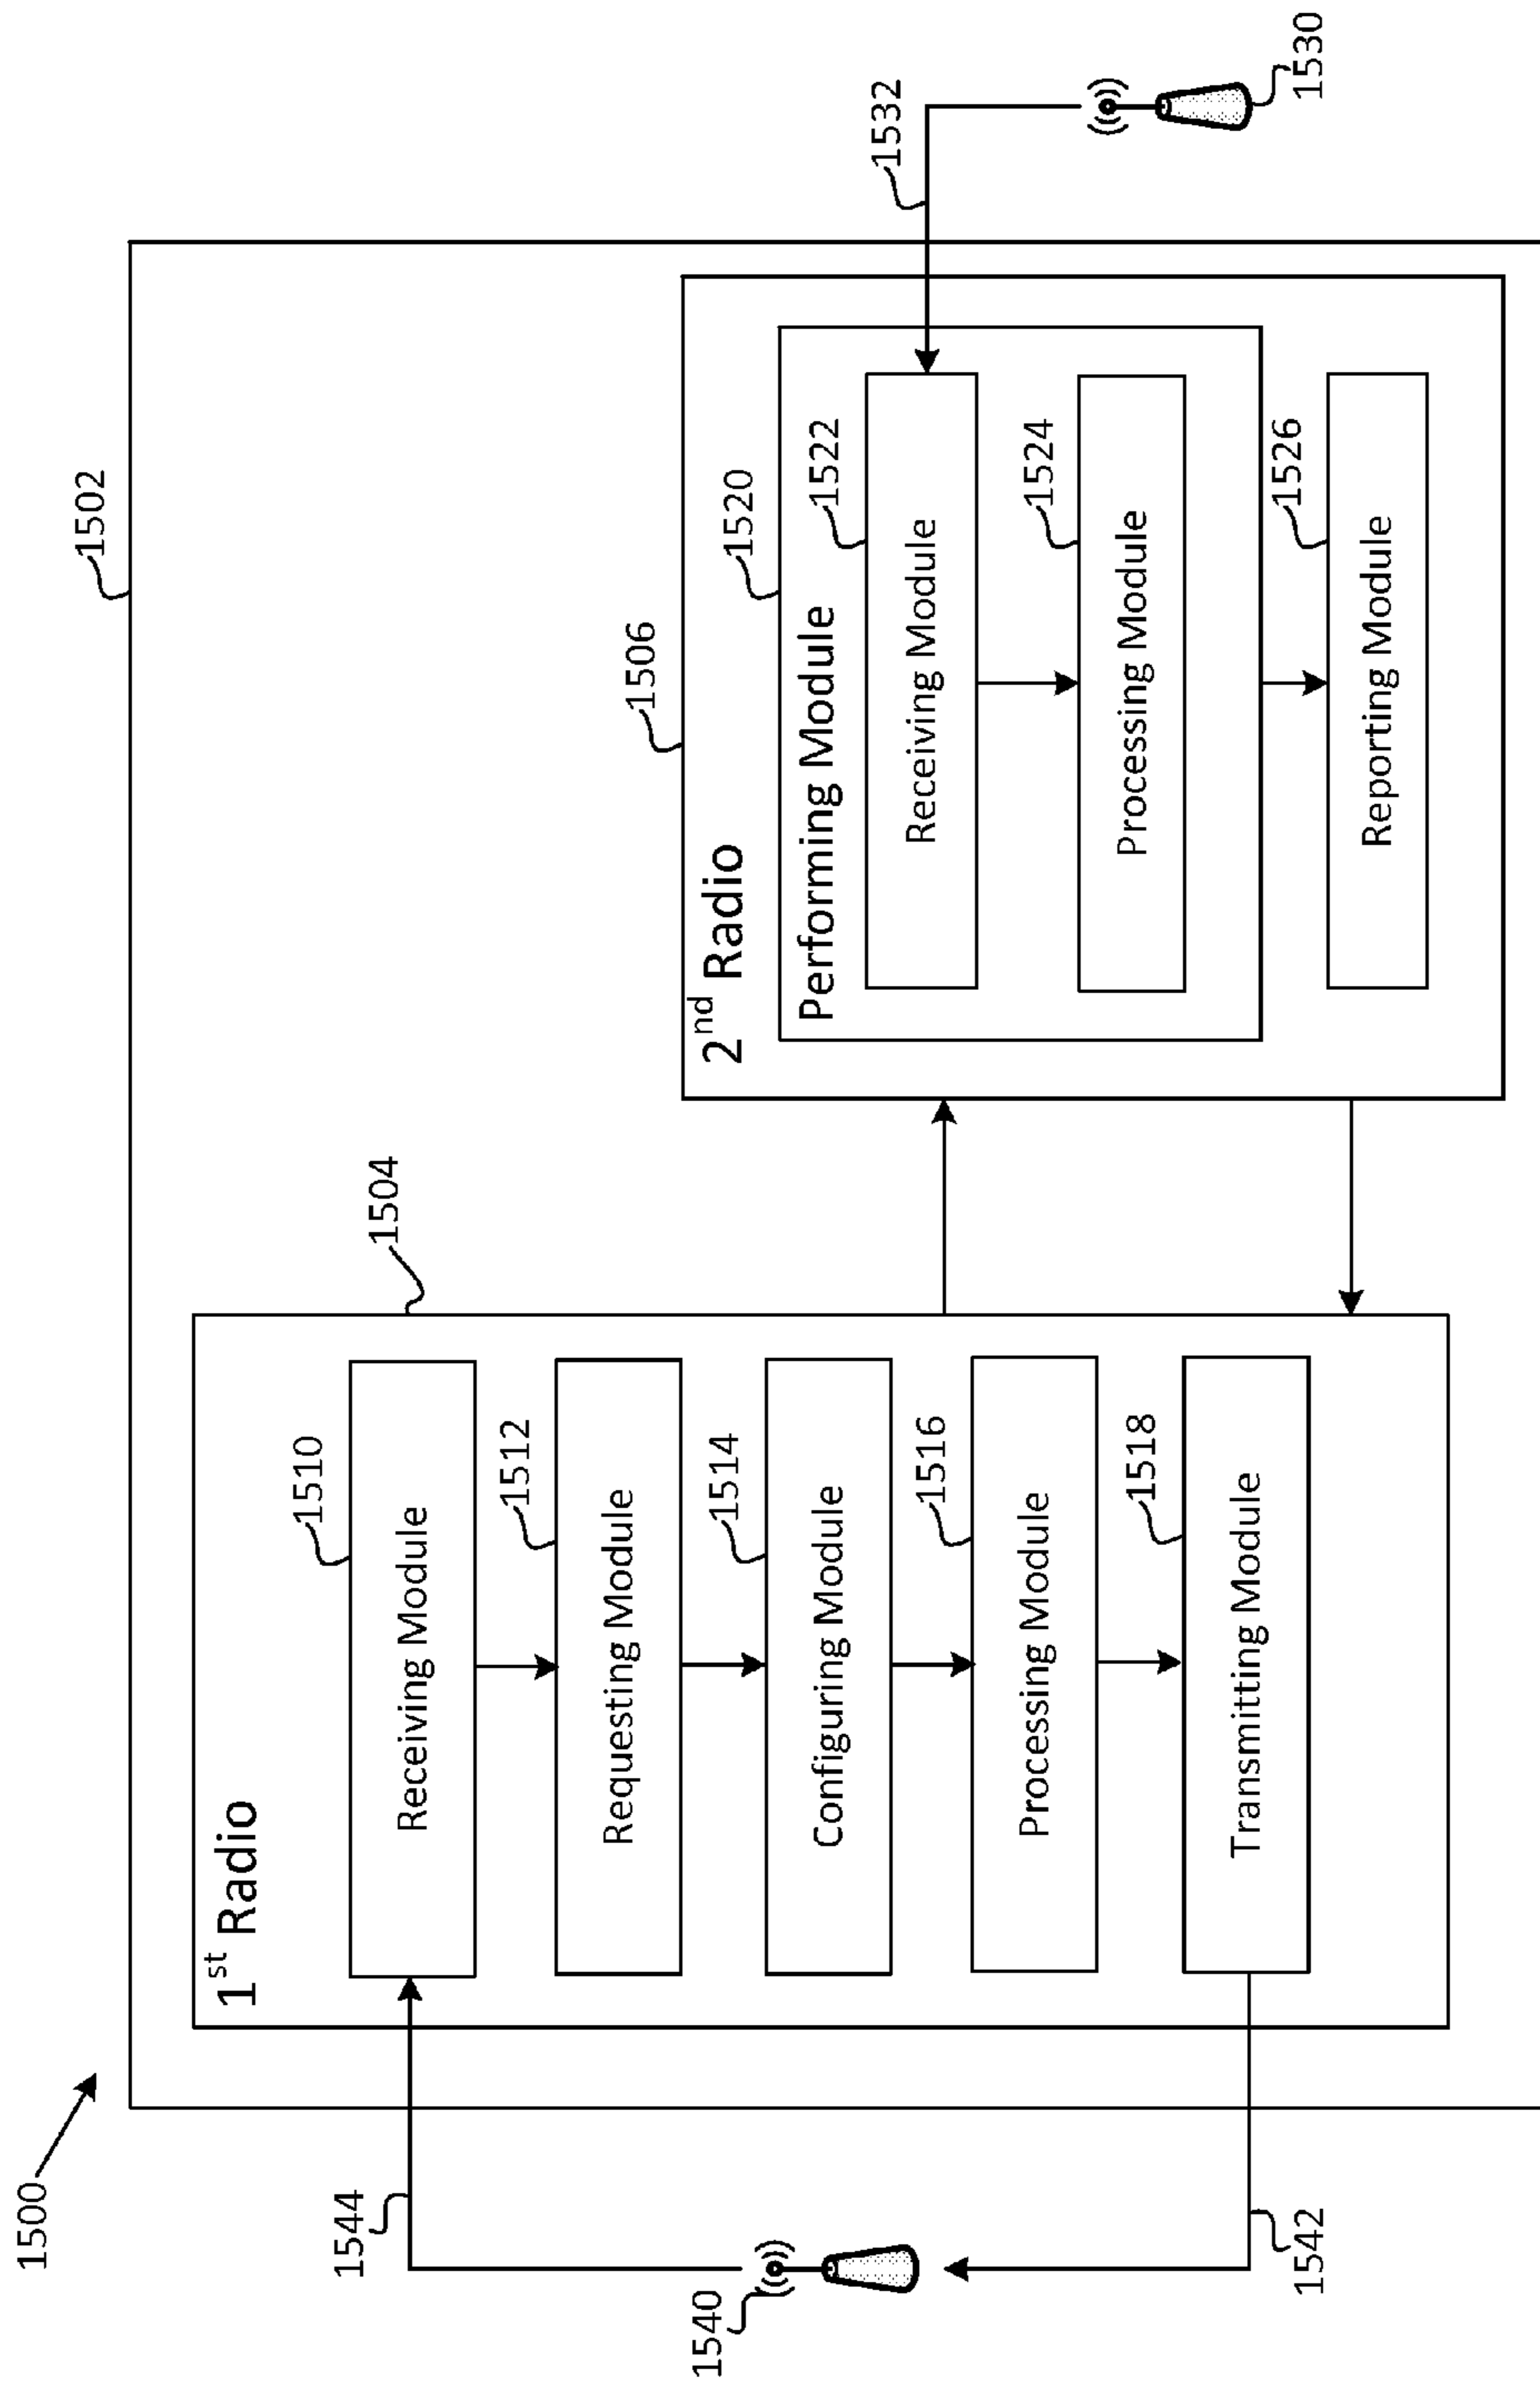 1500
1502
1504
1506
1st Radio
1510
Receiving Module
1512
Requesting Module
1514
Configuring Module
1516
Processing Module
1518
Transmitting Module
2nd Radio
1520
Performing Module
1522
Receiving Module
1524
Processing Module
1526
Reporting Module
1544
1540
1542
1532
1530